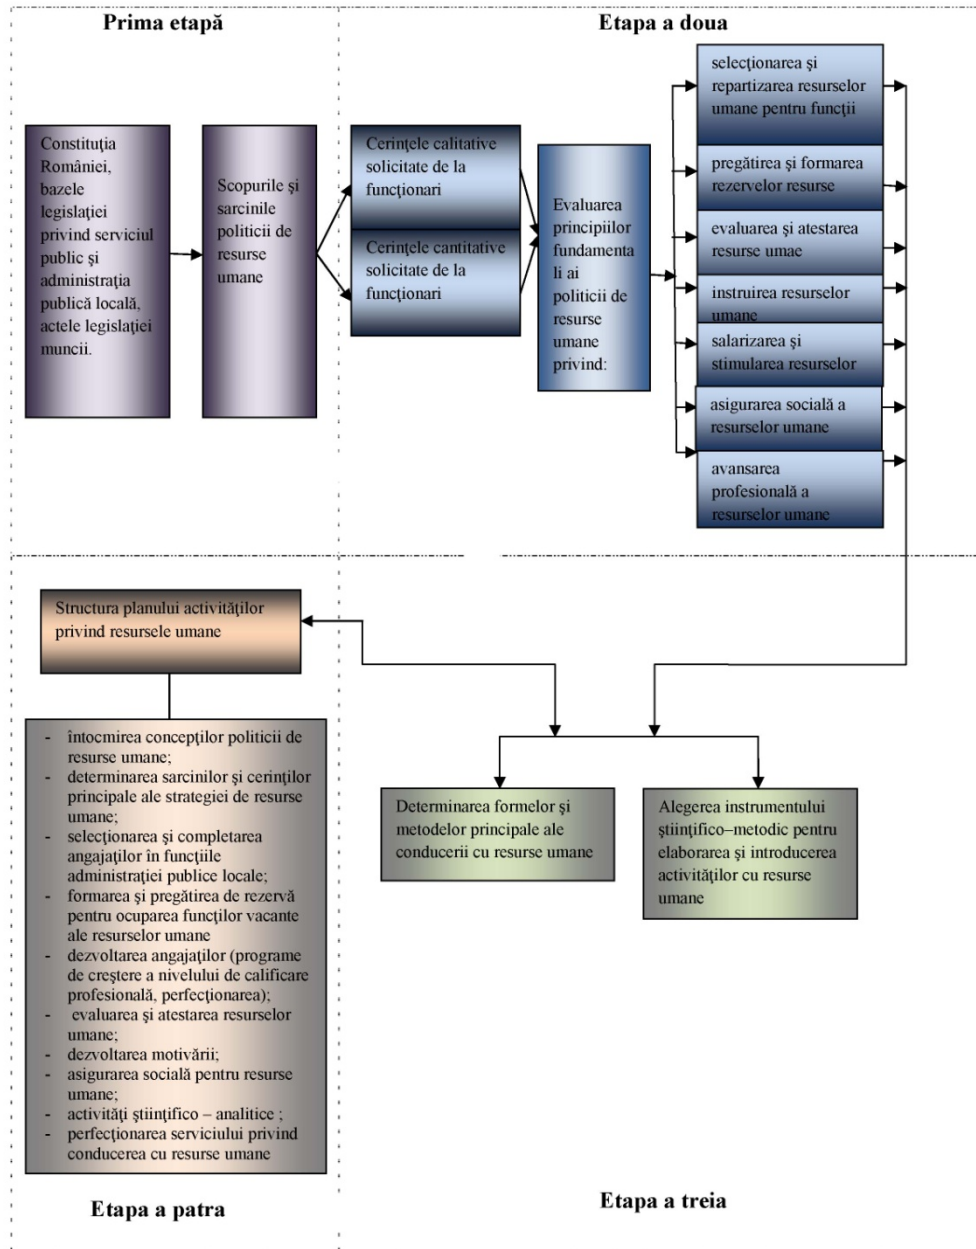 Prima etapă
Etapa a doua
Constituţia
României,
bazele
legislaţiei
privind serviciul
public şi
administraţia
publică locală,
actele legislaţiei
muncii.
Scopurile şi
sarcinile
politicii de
resurse
umane
Cerinţele calitative
solicitate de la
funcţionari
Cerinţele cantitative
solicitate de la
funcţionari
Evaluarea
principiilor
fundamenta
li ai
politicii de
resurse
umane
privind:
selecţionarea şi
repartizarea resurselor
umane pentru funcţii
pregătirea şi formarea
rezervelor resurse
evaluarea şi atestarea
resurse umae
instruirea resurselor
umane
salarizarea şi
stimularea resurselor
asigurarea socială a
resurselor umane
avansarea
profesională a
resurselor umane
Structura planului activităţilor
privind resursele umane
- întocmirea concepţilor politicii de
resurse umane;
- determinarea sarcinilor şi cerinţilor
principale ale strategiei de resurse
umane;
- selecţionarea şi completarea
angajaţilor în funcţiile
administraţiei publice locale;
- formarea şi pregătirea de rezervă
pentru ocuparea funcţilor vacante
ale resurselor umane
- dezvoltarea angajaţilor (programe
de creştere a nivelului de calificare
profesională, perfecţionarea);
- evaluarea şi atestarea resurselor
umane;
- dezvoltarea motivării;
- asigurarea socială pentru resurse
umane;
- activităţi ştiinţifico – analitice ;
- perfecţionarea serviciului privind
conducerea cu resurse umane
Determinarea formelor şi
metodelor principale ale
conducerii cu resurse umane
Alegerea instrumentului
ştiinţifico–metodic pentru
elaborarea şi introducerea
activităţilor cu resurse
umane
Etapa a patra
Etapa a treia